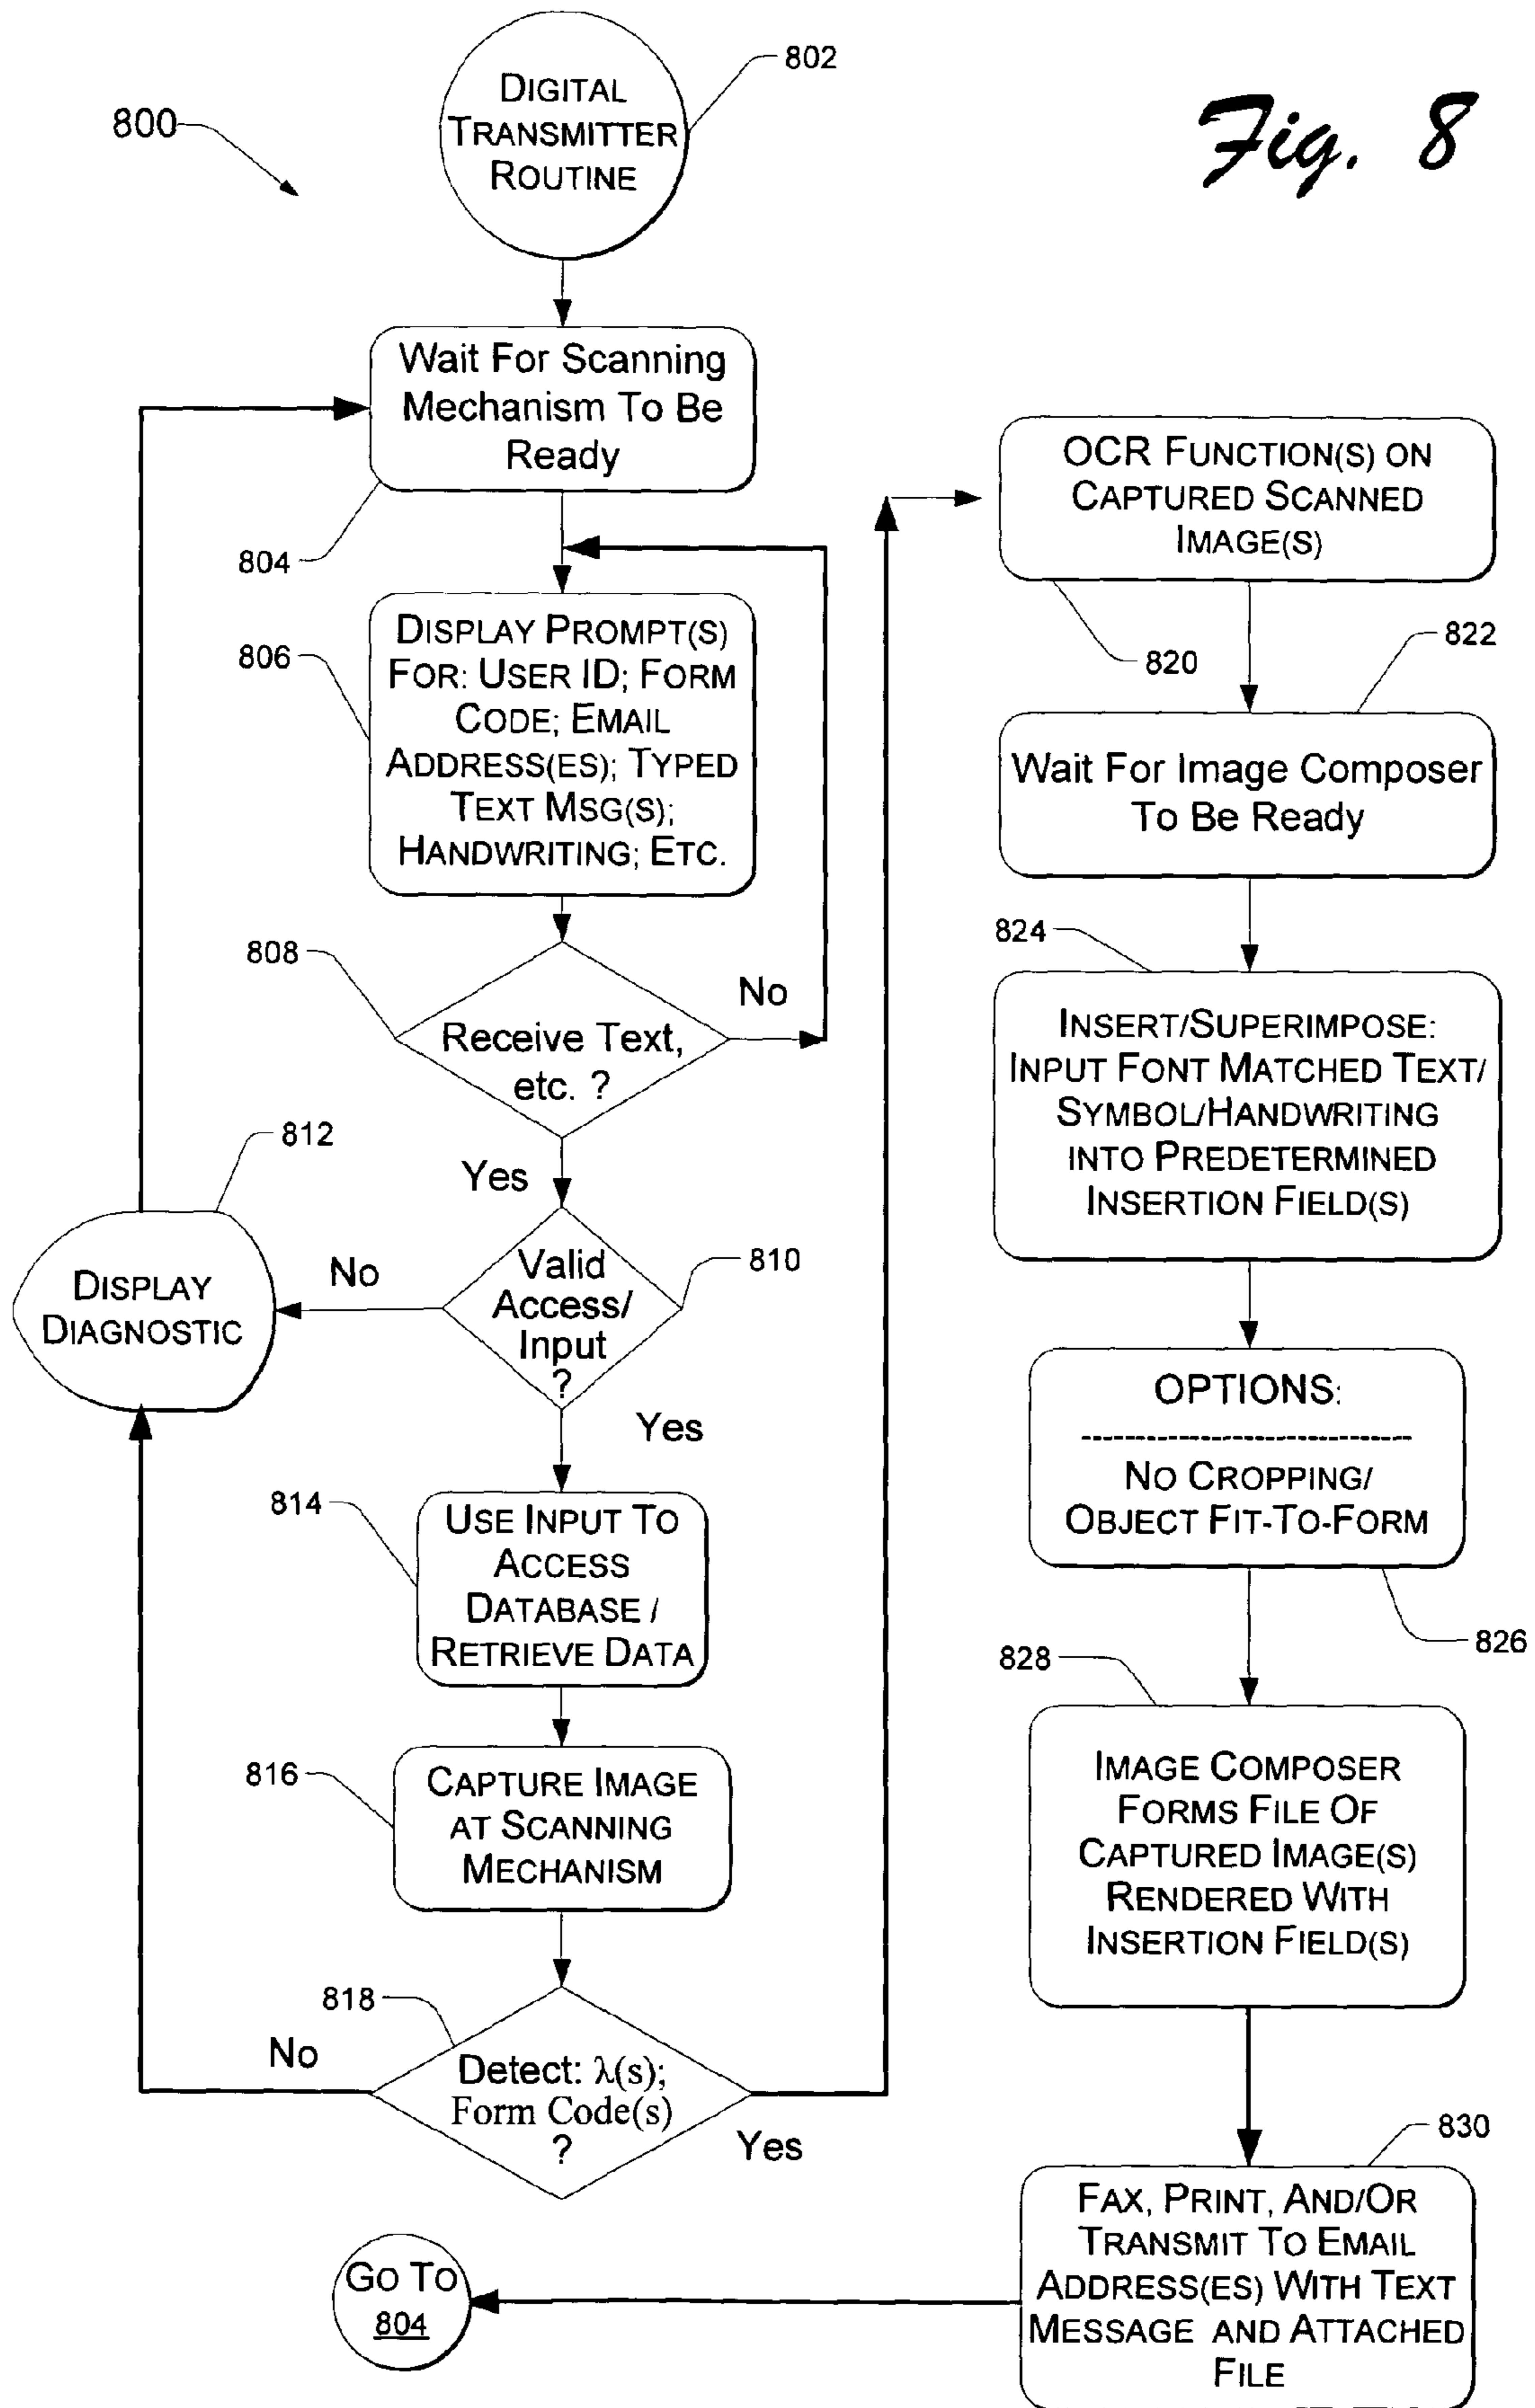 Fig. 8
800
802
DIGITAL
TRANSMITTER
ROUTINE
Wait For Scanning
Mechanism To Be
Ready
804
806
DISPLAY PROMPT(S)
FOR: USER ID; FORM
CODE; EMAIL
ADDRESS(ES); TYPED
TEXT MSG(S);
HANDWRITING; ETC.
808
Receive Text,
etc. ?
No
Yes
810
Valid
Access/
Input
?
No
812
DISPLAY
DIAGNOSTIC
Yes
814
USE INPUT TO
ACCESS
DATABASE /
RETRIEVE DATA
816
CAPTURE IMAGE
AT SCANNING
MECHANISM
818
Detect: λ(s);
Form Code(s)
?
No
Yes
OCR FUNCTION(S) ON
CAPTURED SCANNED
IMAGE(S)
820
822
Wait For Image Composer
To Be Ready
824
INSERT/SUPERIMPOSE:
INPUT FONT MATCHED TEXT/
SYMBOL/HANDWRITING
INTO PREDETERMINED
INSERTION FIELD(S)
OPTIONS:
NO CROPPING/
OBJECT FIT-TO-FORM
826
828
IMAGE COMPOSER
FORMS FILE OF
CAPTURED IMAGE(S)
RENDERED WITH
INSERTION FIELD(S)
830
FAX, PRINT, AND/OR
TRANSMIT TO EMAIL
ADDRESS(ES) WITH TEXT
MESSAGE AND ATTACHED
FILE
GO TO
804